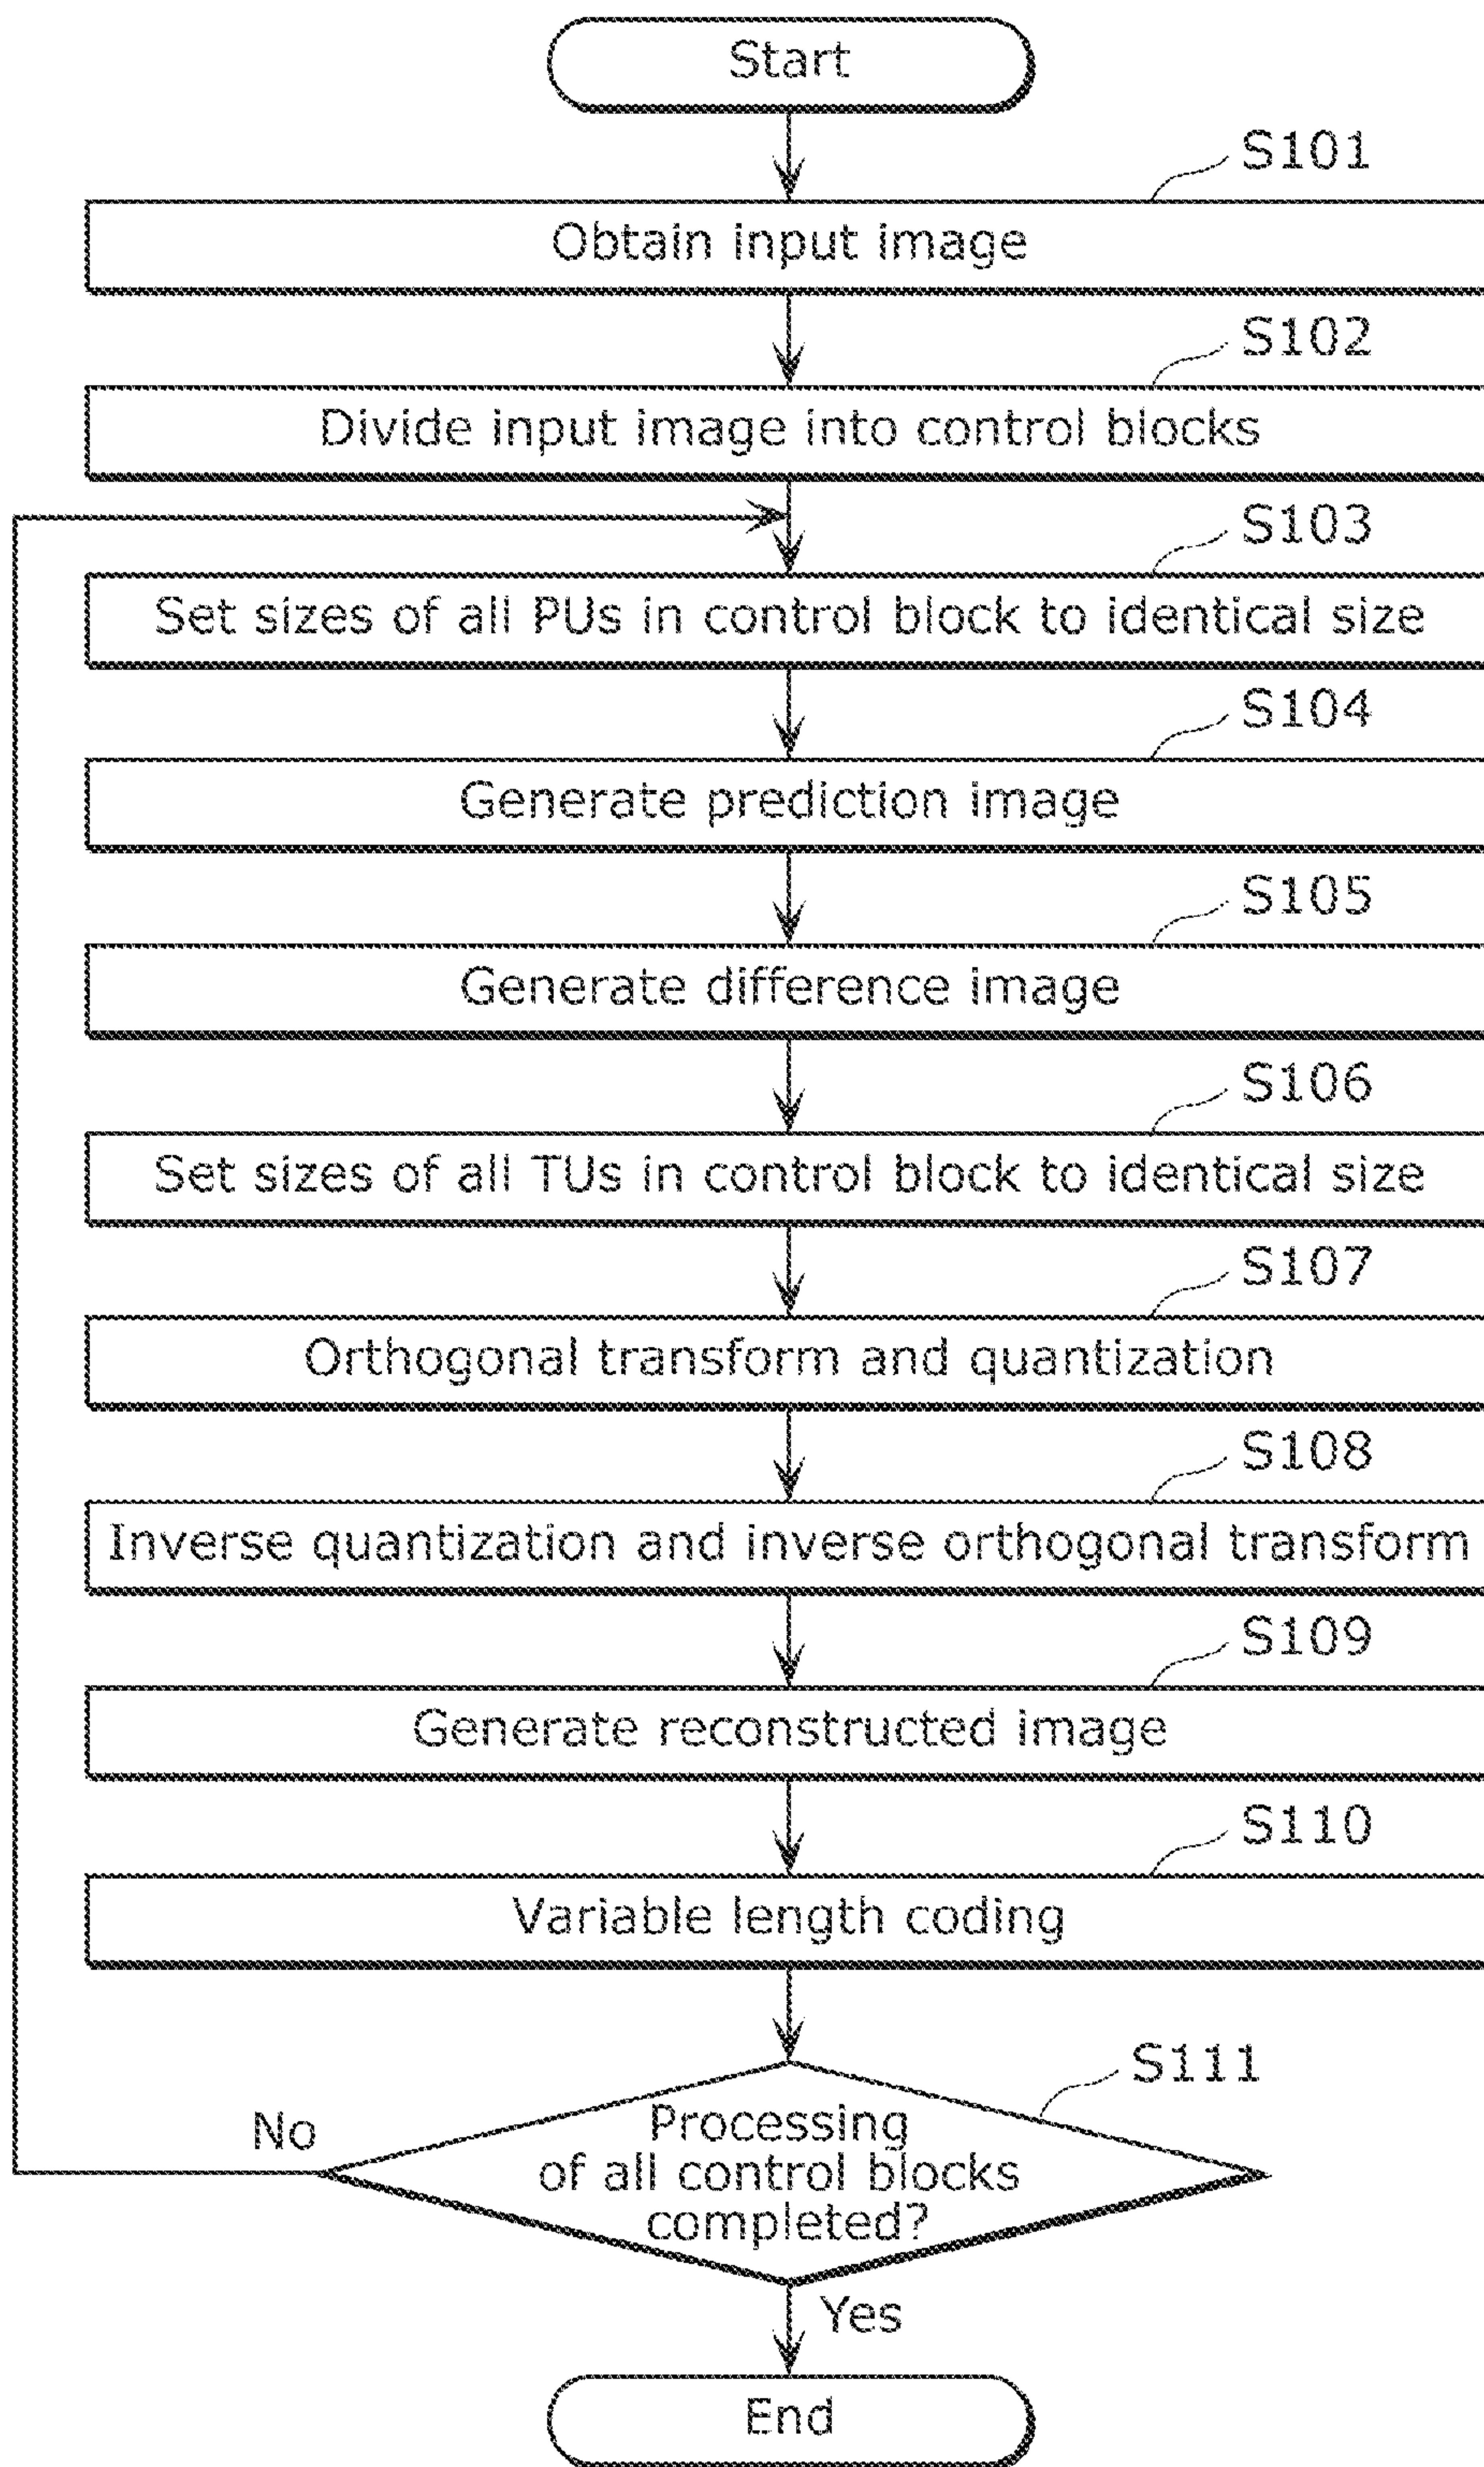 Start
S101
Obtain input image
S102
Divide input image into control blocks
S103
Set sizes of all PUs in control block to identical size
S104
Generate prediction image
S105
Generate difference image
S106
Set sizes of all TUs in control block to identical size
S107
Orthogonal transform and quantization
S108
Inverse quantization and inverse orthogonal transform
S109
Generate reconstructed image
S110
Variable length coding
S111
Processing
of all control blocks
completed?
No
Yes
End